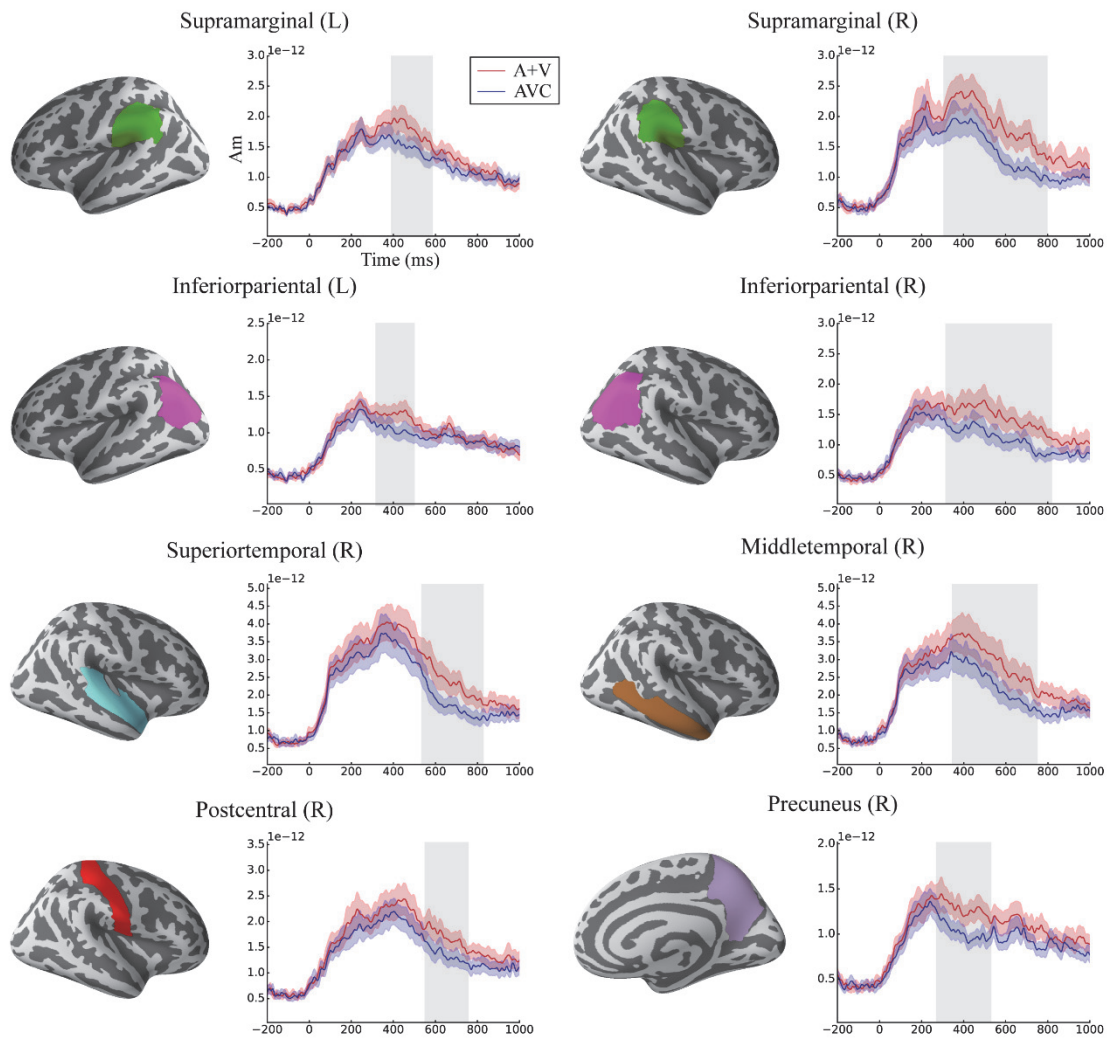 Supramarginal (L)
1e−12
3.0
2.5
2.0
1.5
1.0
0.5
Am
A+V
AVC
−200 0 200 400 600 800 1000
Time (ms)
Supramarginal (R)
1e−12
3.0
2.5
2.0
1.5
1.0
0.5
−200 0 200 400 600 800 1000
Inferiorpariental (L)
1e−12
2.5
2.0
1.5
1.0
0.5
−200 0 200 400 600 800 1000
Inferiorpariental (R)
1e−12
3.0
2.5
2.0
1.5
1.0
0.5
−200 0 200 400 600 800 1000
Superiortemporal (R)
1e−12
5.0
4.5
4.0
3.5
3.0
2.5
2.0
1.5
1.0
0.5
−200 0 200 400 600 800 1000
Middletemporal (R)
1e−12
5.0
4.5
4.0
3.5
3.0
2.5
2.0
1.5
1.0
0.5
−200 0 200 400 600 800 1000
Postcentral (R)
1e−12
3.5
3.0
2.5
2.0
1.5
1.0
0.5
−200 0 200 400 600 800 1000
Precuneus (R)
1e−12
2.0
1.5
1.0
0.5
−200 0 200 400 600 800 1000